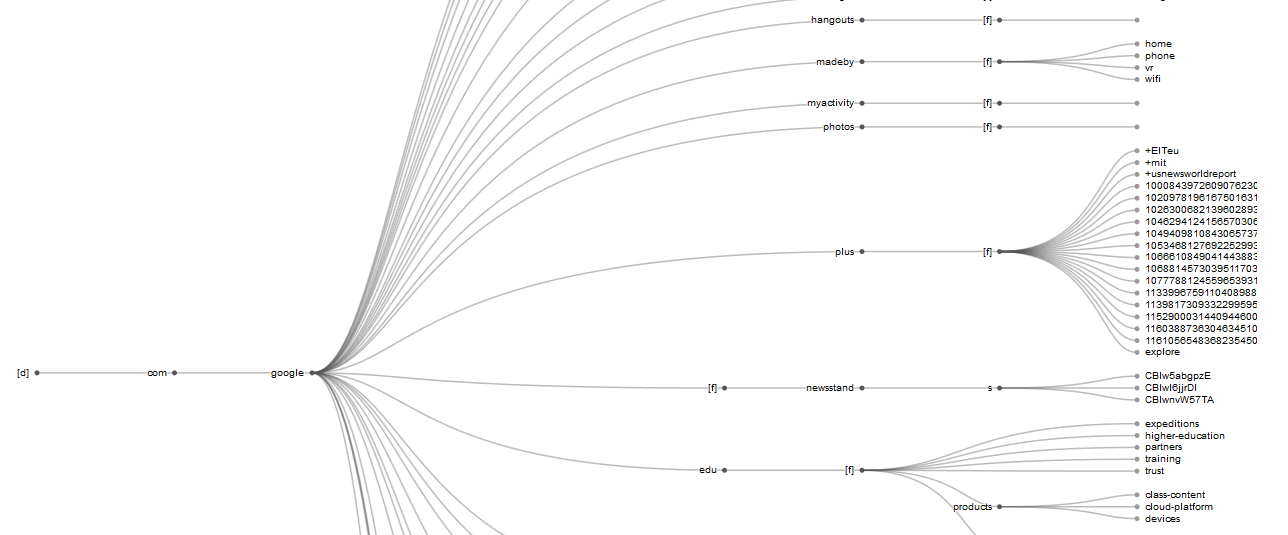 hangouts [f]
home
phone
madeby [f]
vr
wifi
myactivity [f]
photos [f]
+EITeu
+mit
+usnewsworldreport
1000843972609076230
1020978196167501631
1026300682139602893
1046294124156570306
1049409810843065737
1053468127692252993
plus [f]
1066610849041443883
1068814573039511703
1077788124559653931
1133996759110408988
1139817309332299595
1152900031440944600
1160388736304634510
1161056548368235450
explore
[d] com google
CBIw5abgpzE
[f] newsstand s CBIwl6jjrDI
CBIwnvW57TA
expeditions
higher-education
partners
training
edu [f] trust
class-content
products cloud-platform
devices